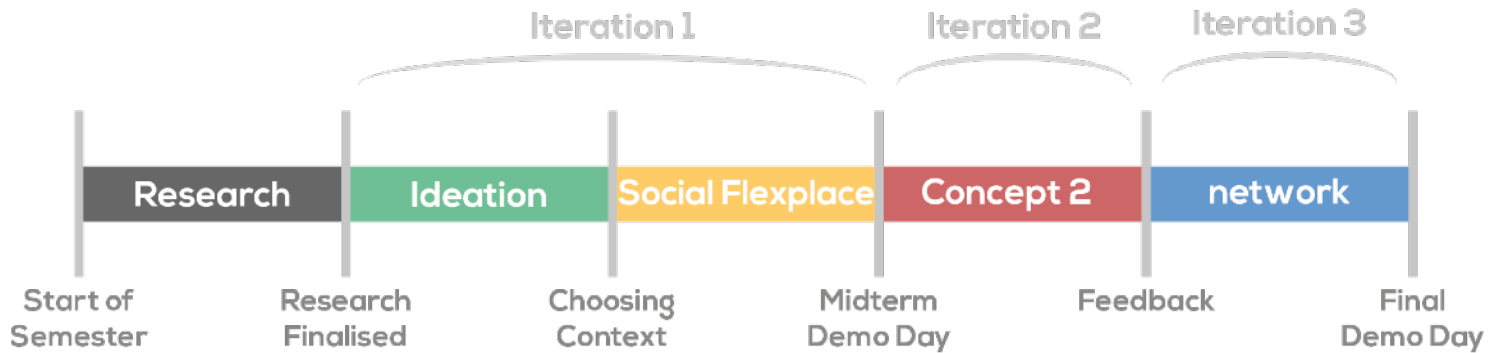 Iteration 1
Iteration 2
Iteration 3
Research
Ideation
Social Flexplace
Concept 2
network
Start of
Semester
Research
Finalised
Choosing
Context
Midterm
Demo Day
Feedback
Final
Demo Day